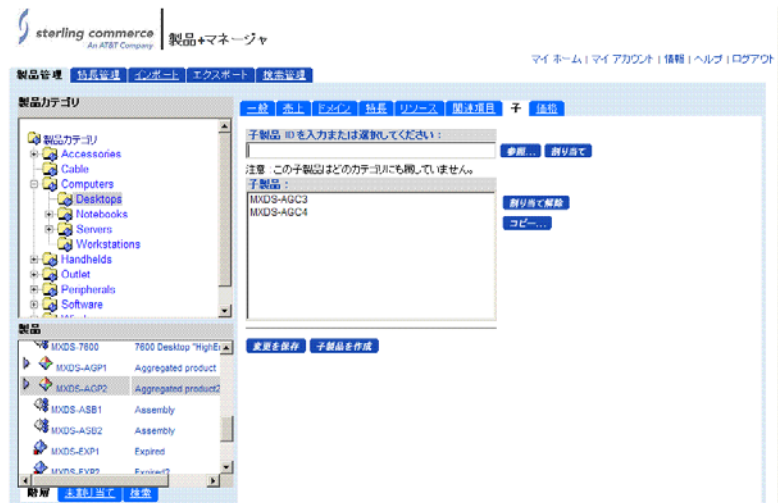 sterling commerce
An AT&T Company
製品+マネージャ
マイ ホーム | マイ アカウント | 情報 | ヘルプ | ログアウト
製品管理 特長管理 インポート エクスポート 検索管理
製品カテゴリ
製品カテゴリ
Accessories
Cable
Computers
Desktops
Notebooks
Servers
Workstations
Handhelds
Outlet
Peripherals
Software
製品
MXDS-7600 7600 Desktop "HighEn
MXDS-AGP1 Aggregated product
MXDS-AGP2 Aggregated product2
MXDS-ASB1 Assembly
MXDS-ASB2 Assembly
MXDS-EXP1 Expired
MXDS-EXP2 Expired2
階層 未割り当て 検索
一般 売上 ドメイン 特長 リソース 関連項目 子 価格
子製品 IDを入力または選択してください :
参照... 割り当て
注意 : この子製品はどのカテゴリにも属していません。
子製品 :
MXDS-AGC3
MXDS-AGC4
割り当て解除
コピー...
変更を保存 子製品を作成